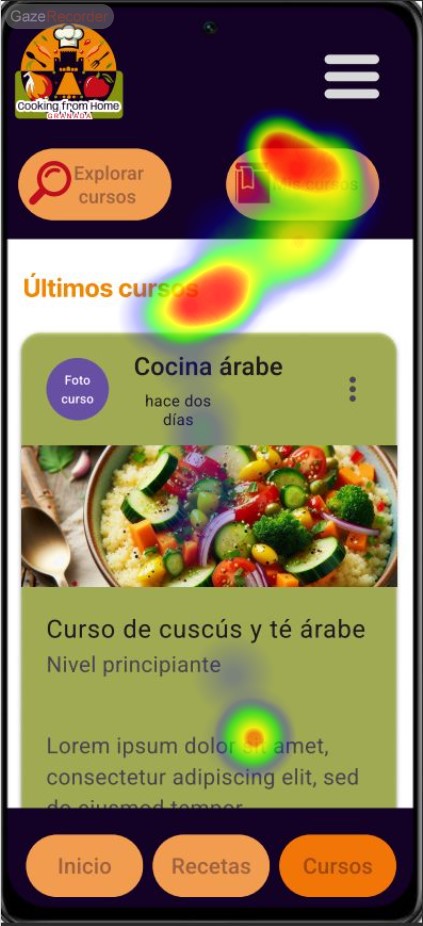 GazeRecorder
Cooking from Home
GRANADA
Explorar
cursos
Mis cursos
Últimos cursos
Foto
curso
Cocina árabe
hace dos
días
Curso de cuscús y té árabe
Nivel principiante
Lorem ipsum dolor sit amet,
consectetur adipiscing elit, sed
do eiusmod tempor
Inicio
Recetas
Cursos